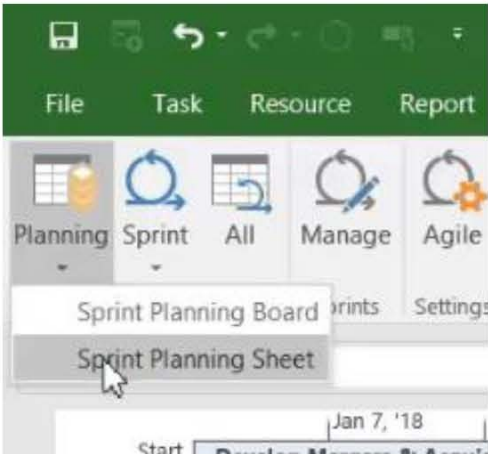 File Task Resource Report
Planning Sprint All Manage Agile
Sprint Planning Board rints Settings
Sprint Planning Sheet
Jan 7, '18
Start